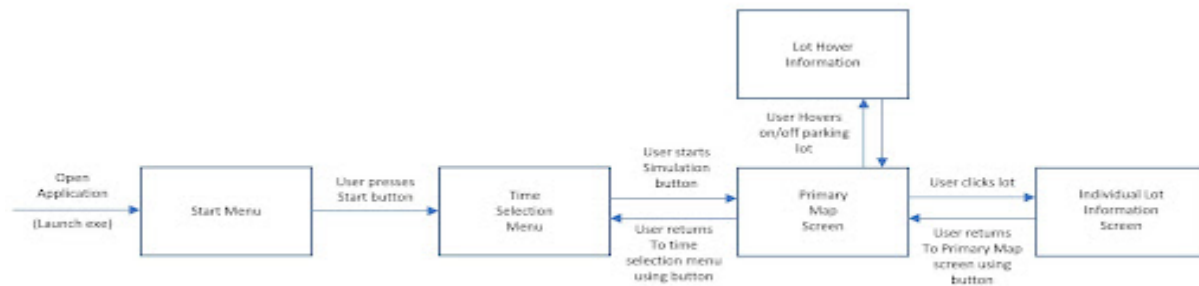 Lot Hover
Information
User Hovers
on/off parking
lot
Open
Application
(Launch exe)
Start Menu
User presses
Start button
Time
Selection
Menu
User starts
Simulation
button
User returns
To time
selection menu
using button
Primary
Map
Screen
User clicks lot
User returns
To Primary Map
screen using
button
Individual Lot
Information
Screen